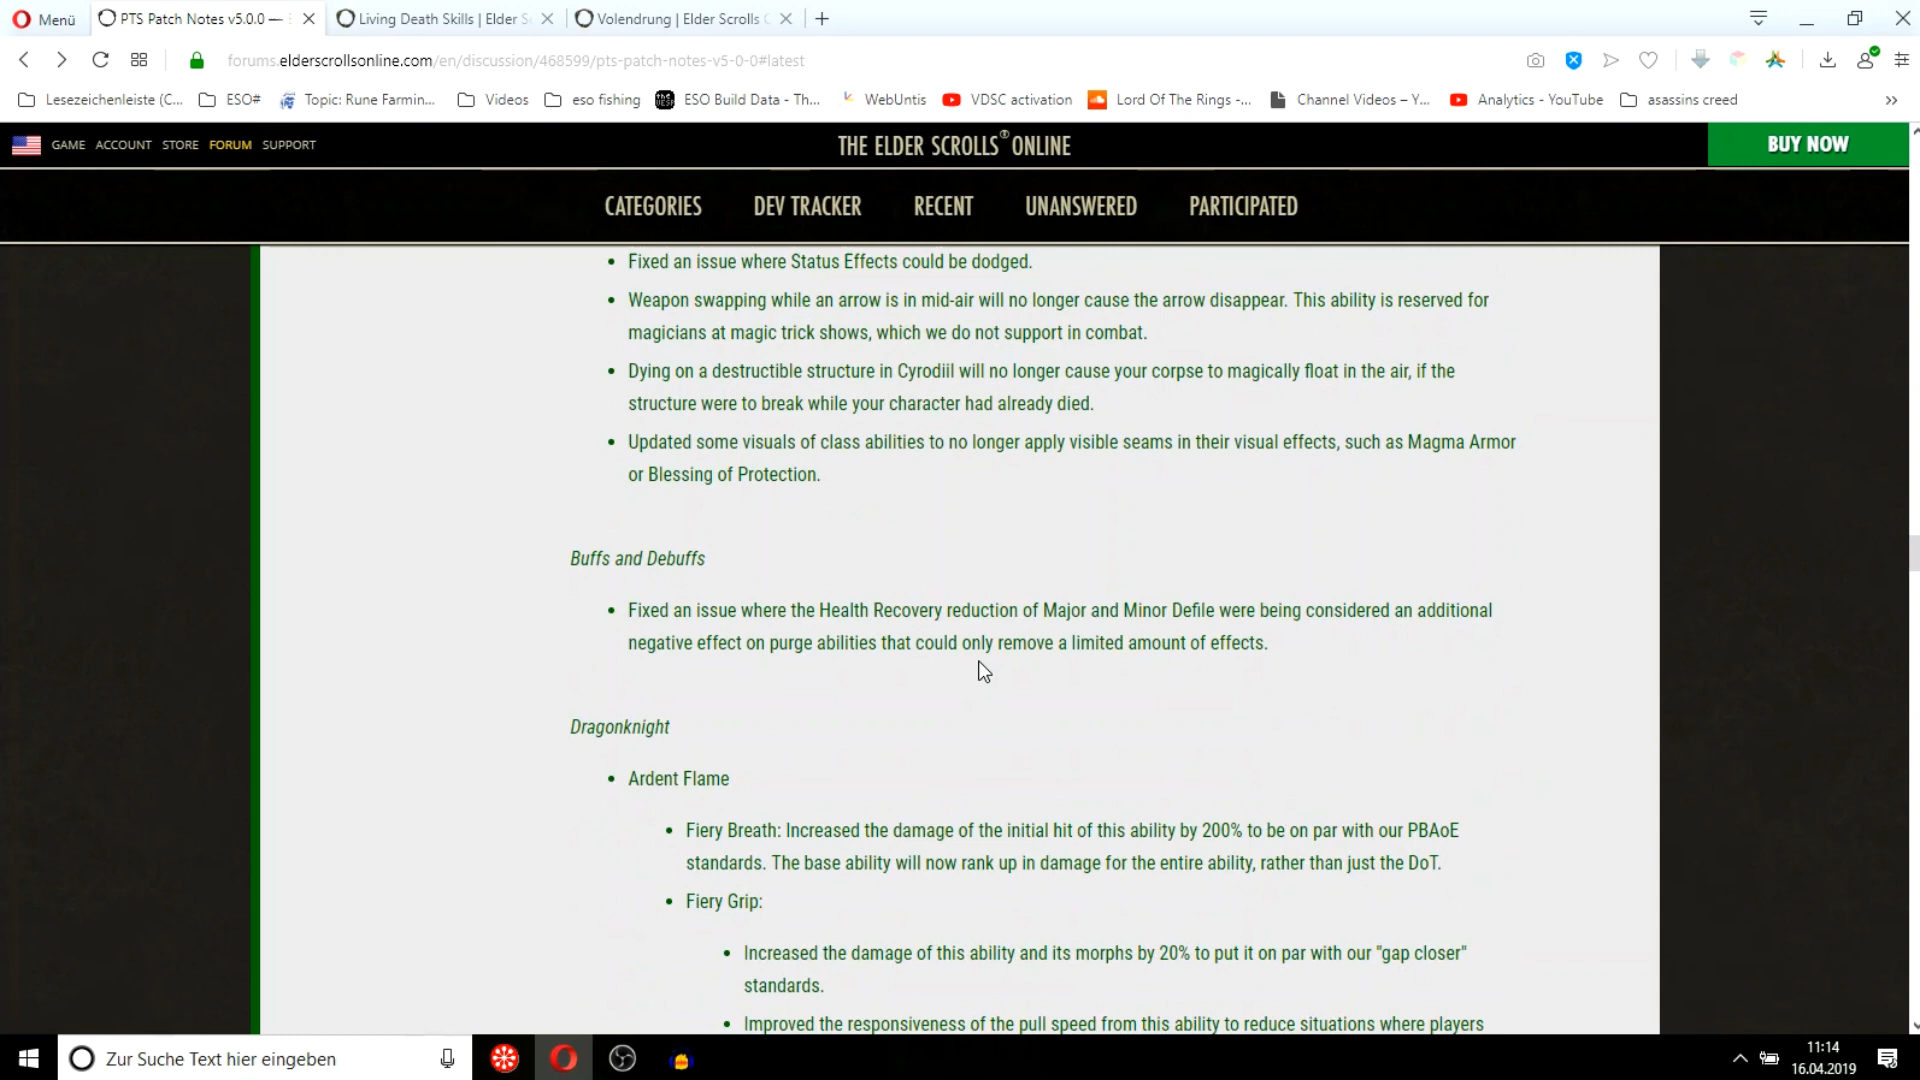 Menü
PTS Patch Notes v5.0.0 — E
Living Death Skills | Elder S
Volendrung | Elder Scrolls O
forums.elderscrollsonline.com/en/discussion/468599/pts-patch-notes-v5-0-0#latest
Lesezeichenleiste (C...
ESO#
Topic: Rune Farmin...
Videos
eso fishing
ESO Build Data - Th...
WebUntis
VDSC activation
Lord Of The Rings -...
Channel Videos – Y...
Analytics - YouTube
asassins creed
GAME ACCOUNT STORE FORUM SUPPORT
THE ELDER SCROLLS® ONLINE
BUY NOW
CATEGORIES DEV TRACKER RECENT UNANSWERED PARTICIPATED
• Fixed an issue where Status Effects could be dodged.
• Weapon swapping while an arrow is in mid-air will no longer cause the arrow disappear. This ability is reserved for
magicians at magic trick shows, which we do not support in combat.
• Dying on a destructible structure in Cyrodiil will no longer cause your corpse to magically float in the air, if the
structure were to break while your character had already died.
• Updated some visuals of class abilities to no longer apply visible seams in their visual effects, such as Magma Armor
or Blessing of Protection.
Buffs and Debuffs
• Fixed an issue where the Health Recovery reduction of Major and Minor Defile were being considered an additional
negative effect on purge abilities that could only remove a limited amount of effects.
Dragonknight
• Ardent Flame
• Fiery Breath: Increased the damage of the initial hit of this ability by 200% to be on par with our PBAoE
standards. The base ability will now rank up in damage for the entire ability, rather than just the DoT.
• Fiery Grip:
• Increased the damage of this ability and its morphs by 20% to put it on par with our "gap closer"
standards.
• Improved the responsiveness of the pull speed from this ability to reduce situations where players
Zur Suche Text hier eingeben
11:14
16.04.2019